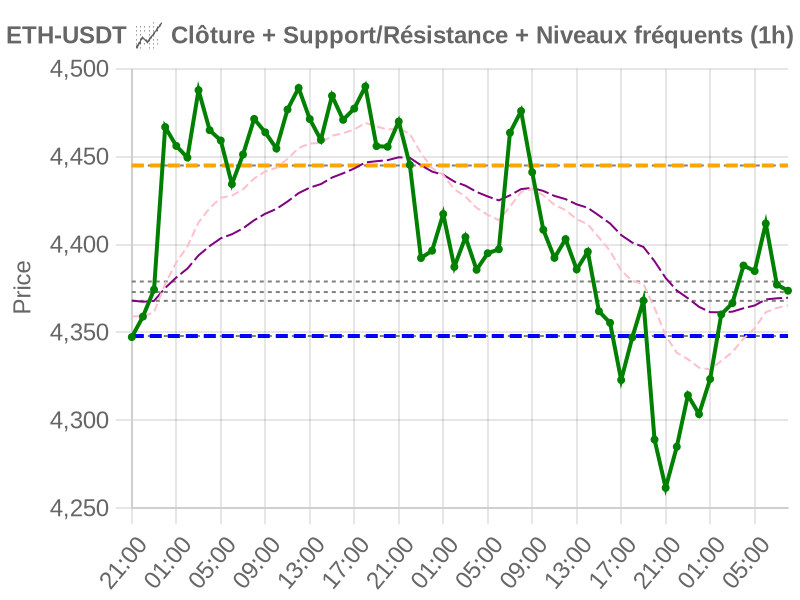 ETH-USDT 📈 Clôture + Support/Résistance + Niveaux fréquents (1h)
4,500
4,450
4,400
4,350
4,300
4,250
Price
21:00 01:00 05:00 09:00 13:00 17:00 21:00 01:00 05:00 09:00 13:00 17:00 21:00 01:00 05:00